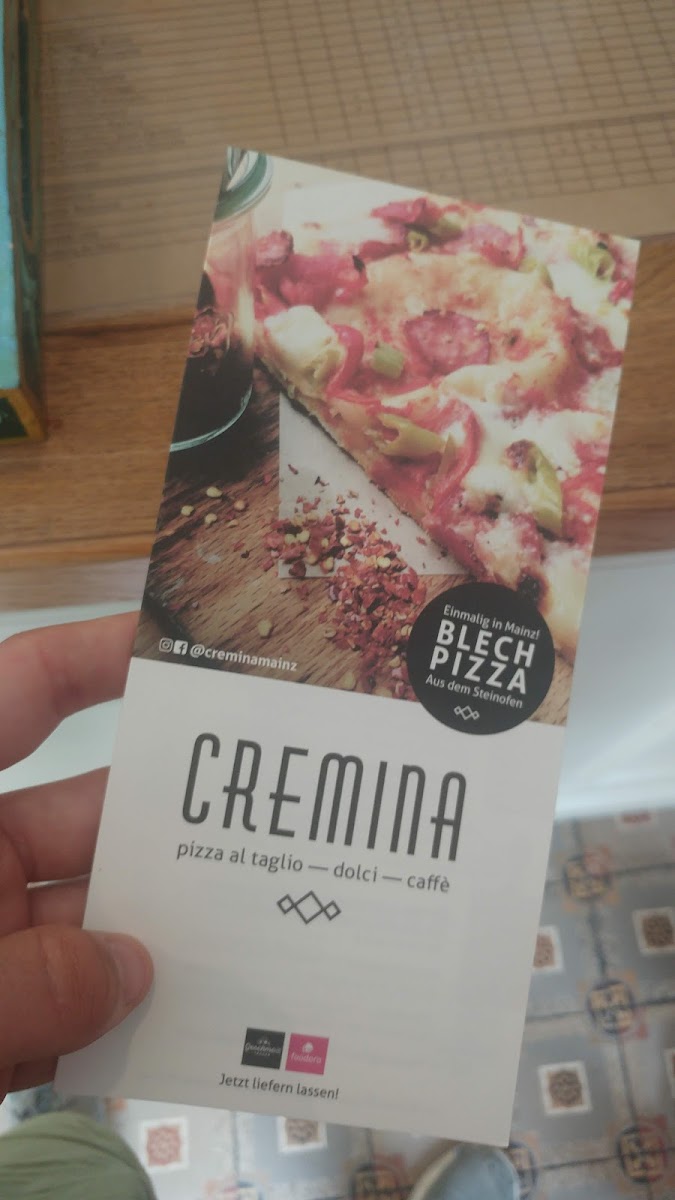 @creminamainz
Einmalig in Mainz!
BLECH
PIZZA
Aus dem Steinofen
CREMINA
pizza al taglio — dolci — caffè
foodora
Jetzt liefern lassen!